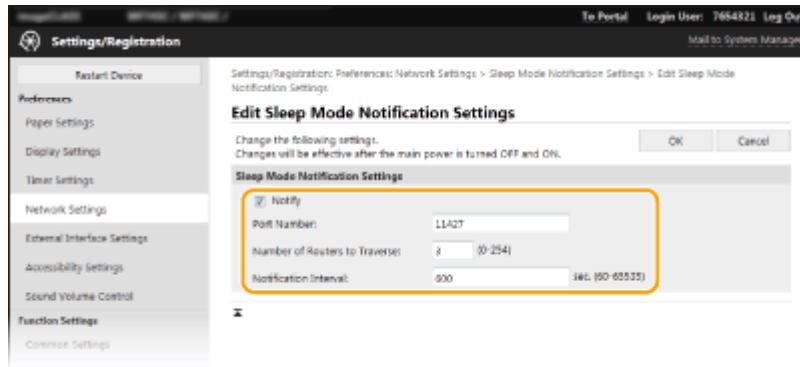 To Portal Login User: 7654321 Log Ou
Settings/Registration
Mail to System Manage
Restart Device
Preferences
Paper Settings
Display Settings
Timer Settings
Network Settings
External Interface Settings
Accessibility Settings
Sound Volume Control
Function Settings
Common Settings
Settings/Registration: Preferences: Network Settings > Sleep Mode Notification Settings > Edit Sleep Mode
Notification Settings
Edit Sleep Mode Notification Settings
Change the following settings.
Changes will be effective after the main power is turned OFF and ON.
OK Cancel
Sleep Mode Notification Settings
Notify
Port Number: 11427
Number of Routers to Traverse: 3 (0-254)
Notification Interval: 600 sec. (60-65535)